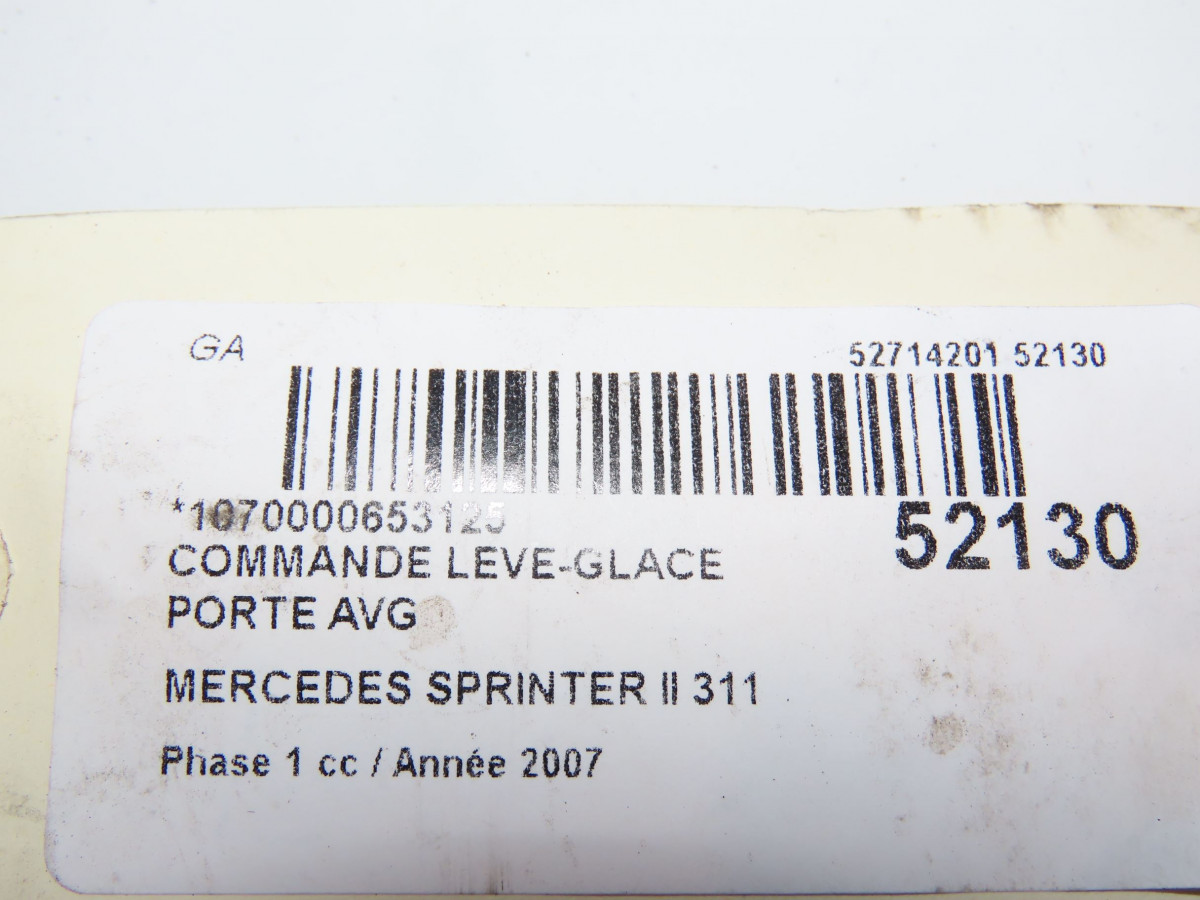 GA
52714201 52130
*1070000653125
52130
COMMANDE LEVE-GLACE
PORTE AVG
MERCEDES SPRINTER II 311
Phase 1 cc / Année 2007